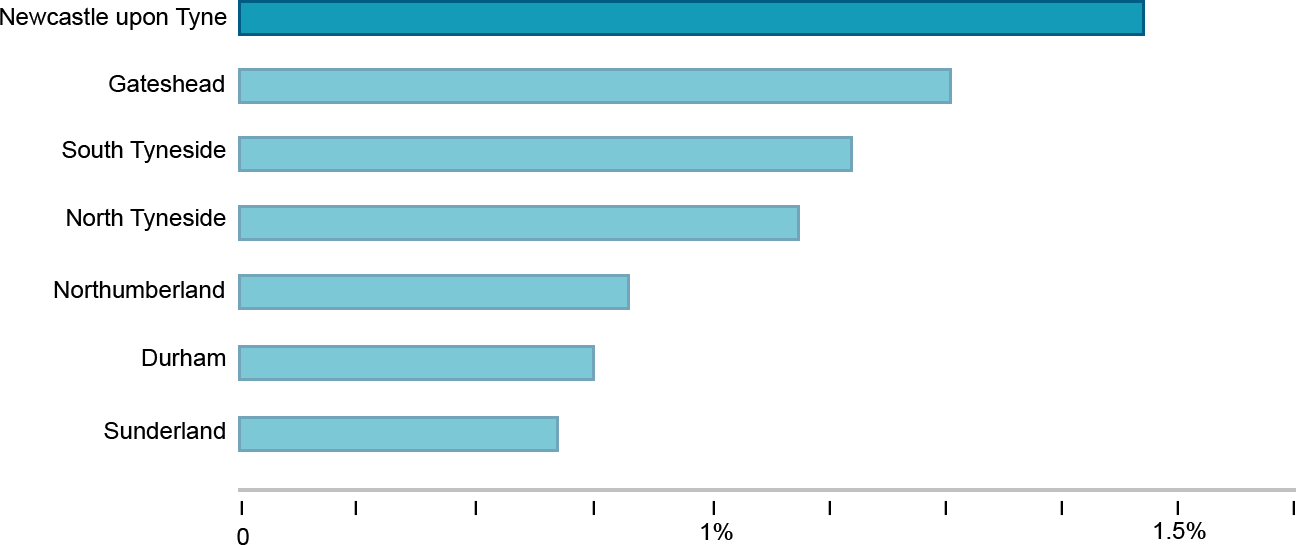 Newcastle upon Tyne
Gateshead
South Tyneside
North Tyneside
Northumberland
Durham
Sunderland
0
1%
1.5%